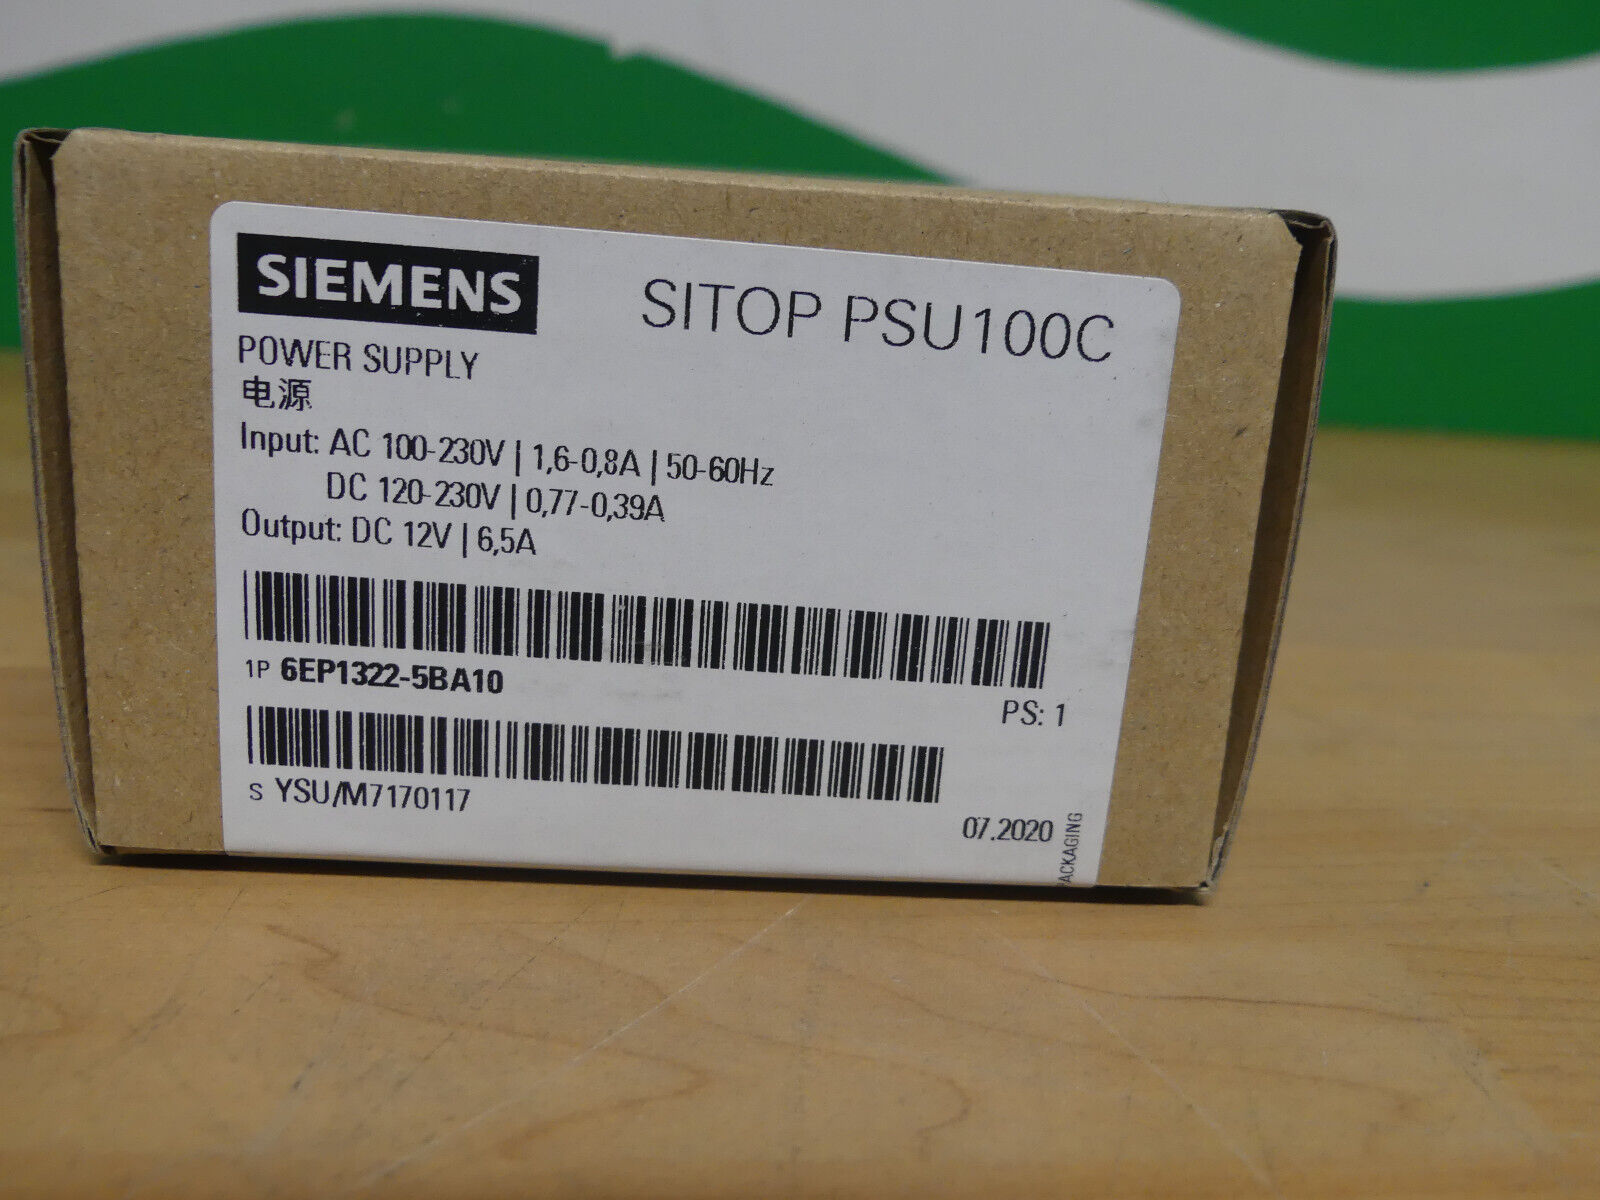 SIEMENS
SITOP PSU100C
POWER SUPPLY
电源
Input: AC 100-230V | 1,6-0,8A | 50-60Hz
DC 120-230V | 0,77-0,39A
Output: DC 12V | 6,5A
1P 6EP1322-5BA10
PS: 1
S YSU/M7170117
07.2020
PACKAGING